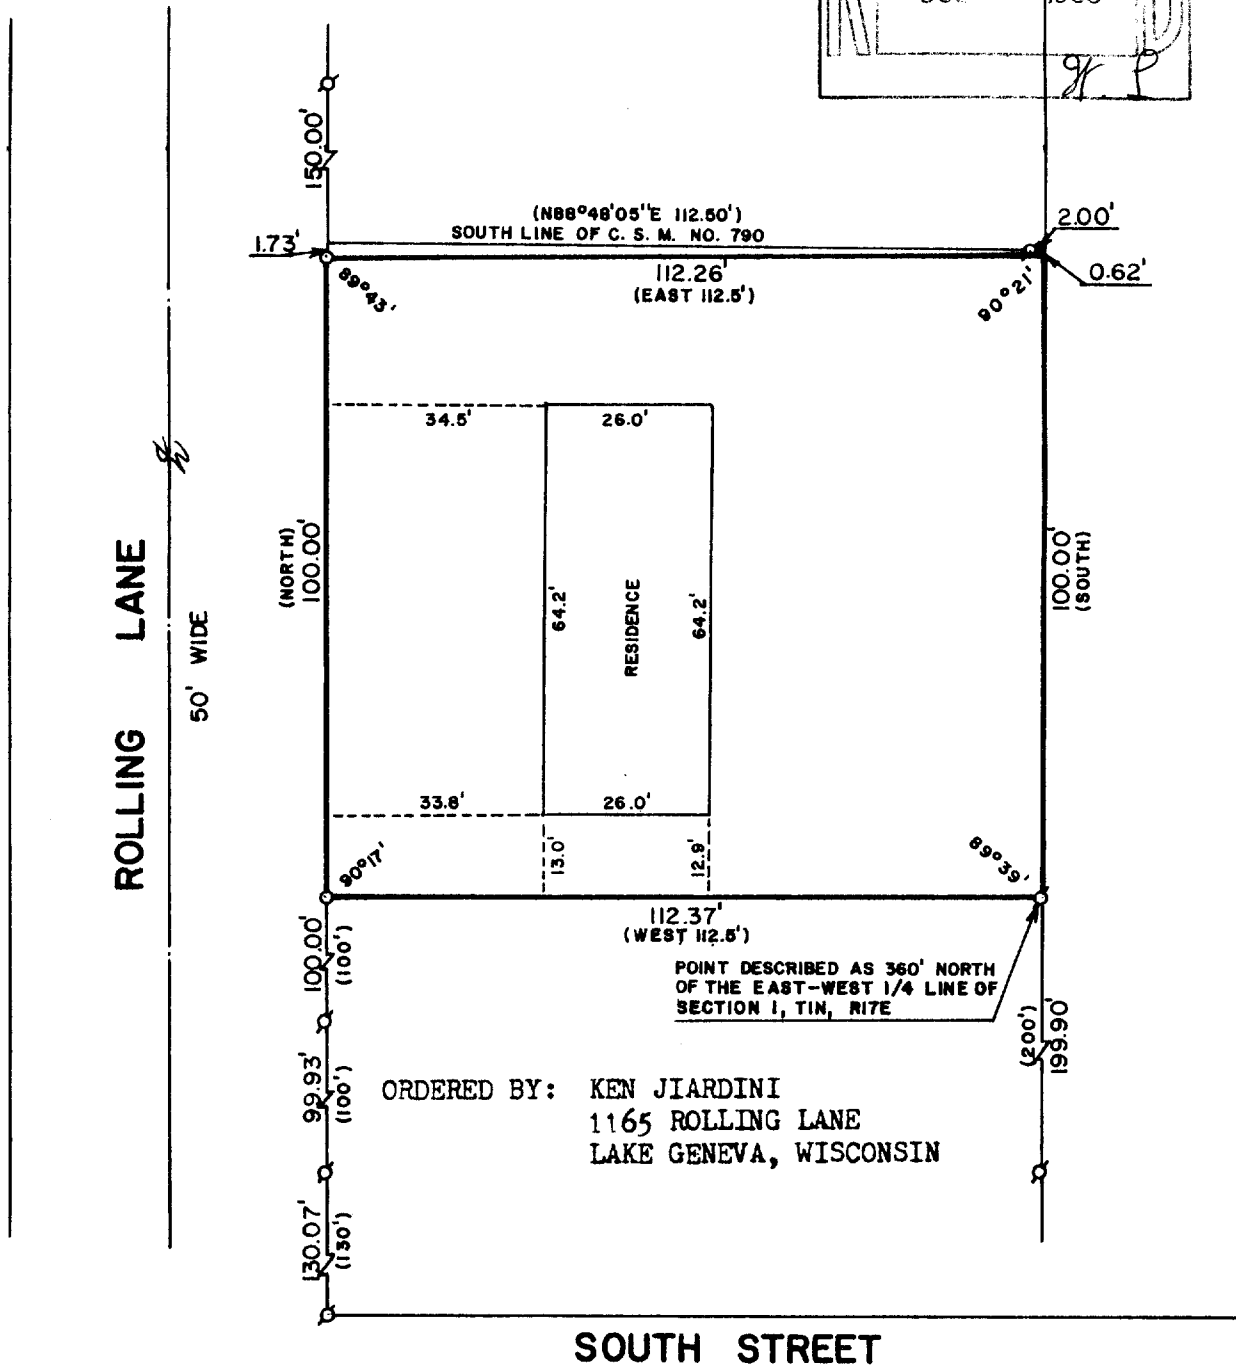 150.00'
(N88°48'05"E 112.50')
SOUTH LINE OF C. S. M. NO. 790
2.00'
1.73'
0.62'
112.26'
(EAST 112.5')
89°43'
90°21'
34.5'
26.0'
(NORTH)
100.00'
64.2'
RESIDENCE
64.2'
100.00'
(SOUTH)
ROLLING LANE
50' WIDE
33.8'
26.0'
13.0'
12.9'
90°17'
89°39'
112.37'
(WEST 112.5')
100.00'
(100')
POINT DESCRIBED AS 360' NORTH
OF THE EAST-WEST 1/4 LINE OF
SECTION 1, T1N, R17E
(200')
199.90'
99.93'
(100')
ORDERED BY: KEN JIARDINI
1165 ROLLING LANE
LAKE GENEVA, WISCONSIN
130.07'
(130')
SOUTH STREET